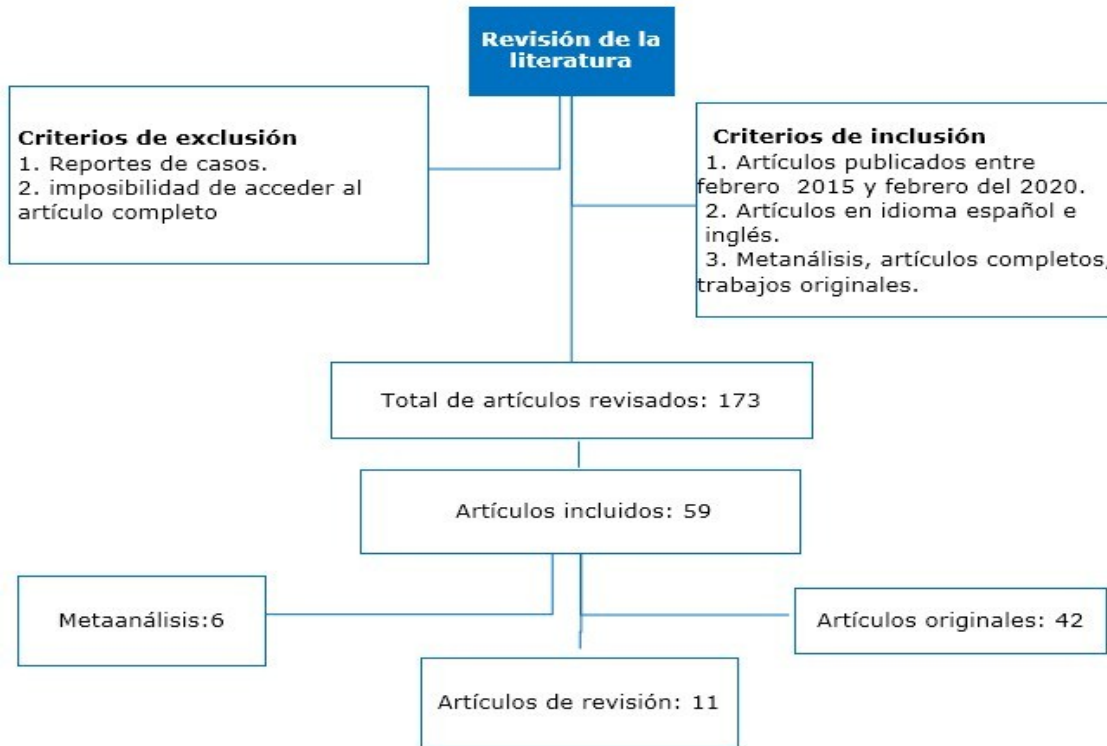 Revisión de la
literatura
Criterios de exclusión
1. Reportes de casos.
2. imposibilidad de acceder al
artículo completo
Criterios de inclusión
1. Artículos publicados entre
febrero 2015 y febrero del 2020.
2. Artículos en idioma español e
inglés.
3. Metanálisis, artículos completos,
trabajos originales.
Total de artículos revisados: 173
Artículos incluidos: 59
Metaanálisis:6
Artículos originales: 42
Artículos de revisión: 11